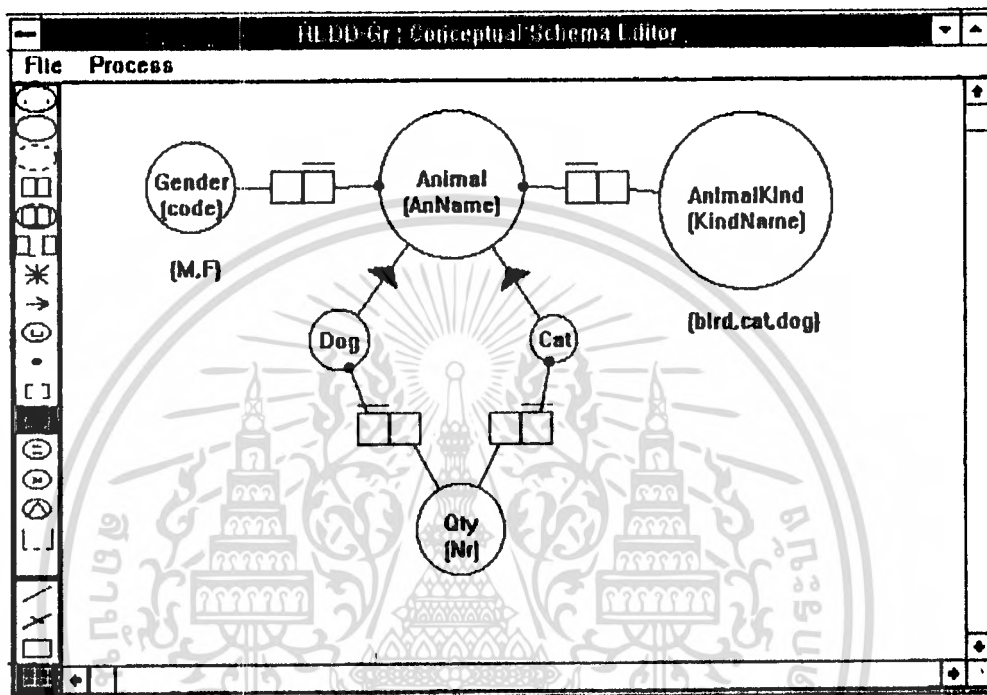 HLDD-Gr : Conceptual Schema Editor
File Process
Gender
(code)
{M,F}
Animal
(AnName)
AnimalKind
(KindName)
{bird,cat,dog}
Dog
Cat
Qty
(Nr)